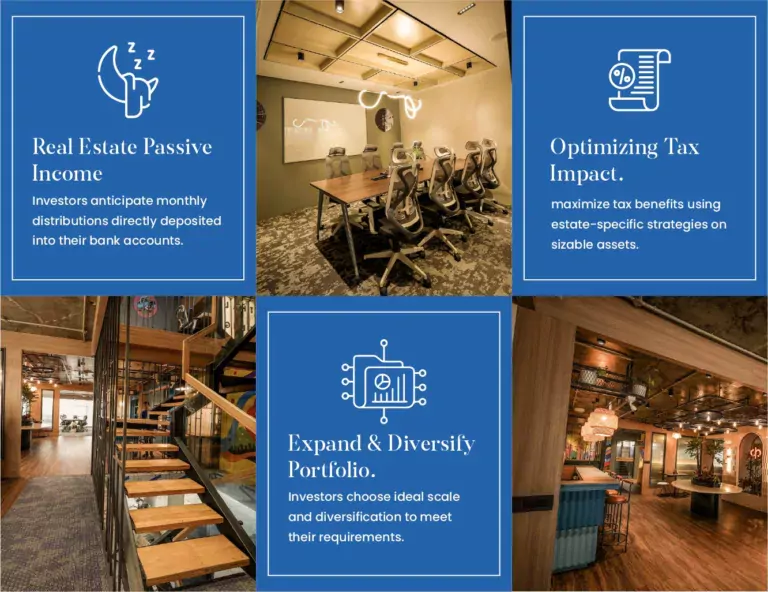 z z z
Real Estate Passive
Income
Investors anticipate monthly
distributions directly deposited
into their bank accounts.
%
Optimizing Tax
Impact.
maximize tax benefits using
estate-specific strategies on
sizable assets.
Expand & Diversify
Portfolio.
Investors choose ideal scale
and diversification to meet
their requirements.